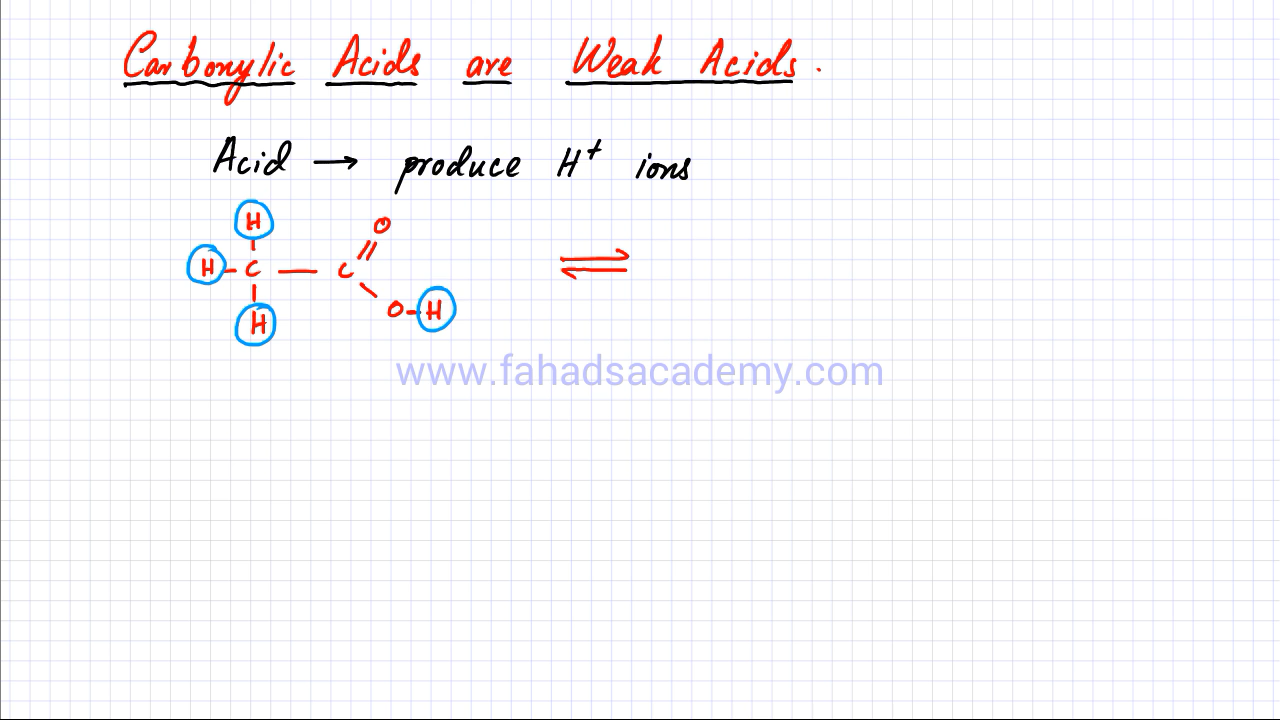 Carbonylic Acids are Weak Acids.
Acid → produce H⁺ ions
H
O
H - C — C
O - H
H
www.fahadsacademy.com